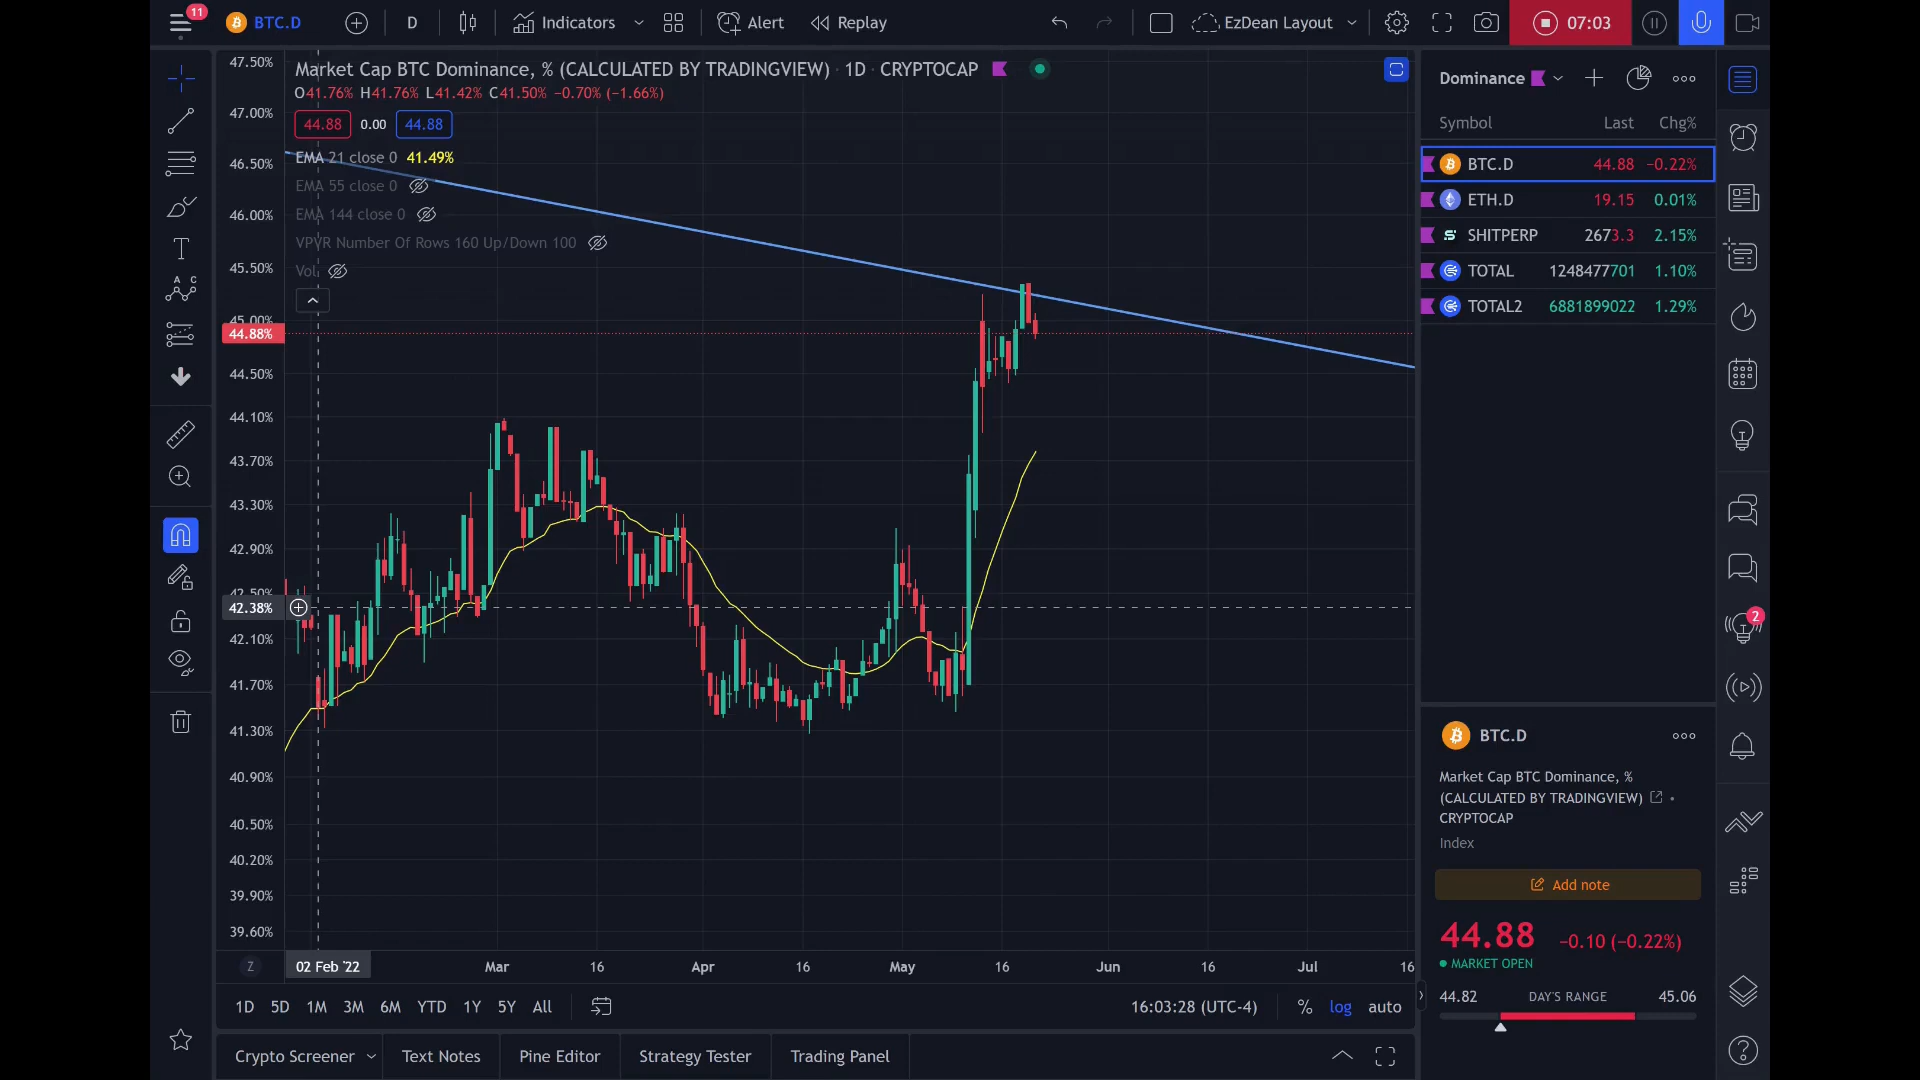 11
BTC.D
D
Indicators
Alert
Replay
EzDean Layout
07:03
Market Cap BTC Dominance, % (CALCULATED BY TRADINGVIEW) · 1D · CRYPTOCAP
O41.76% H41.76% L41.42% C41.50% −0.70% (−1.66%)
44.88 0.00 44.88
EMA 21 close 0 41.49%
EMA 55 close 0
EMA 144 close 0
VPVR Number Of Rows 160 Up/Down 100
Vol
47.50%
47.00%
46.50%
46.00%
45.50%
45.00%
44.88%
44.50%
44.10%
43.70%
43.30%
42.90%
42.50%
42.38%
42.10%
41.70%
41.30%
40.90%
40.50%
40.20%
39.90%
39.60%
Z
02 Feb '22 Mar 16 Apr 16 May 16 Jun 16 Jul 16
1D 5D 1M 3M 6M YTD 1Y 5Y All
16:03:28 (UTC-4) % log auto
Crypto Screener Text Notes Pine Editor Strategy Tester Trading Panel
Dominance
Symbol Last Chg%
BTC.D 44.88 −0.22%
ETH.D 19.15 0.01%
SHITPERP 2673.3 2.15%
TOTAL 1248477701 1.10%
TOTAL2 6881899022 1.29%
2
BTC.D
Market Cap BTC Dominance, %
(CALCULATED BY TRADINGVIEW) •
CRYPTOCAP
Index
Add note
44.88 −0.10 (−0.22%)
MARKET OPEN
44.82 DAY'S RANGE 45.06